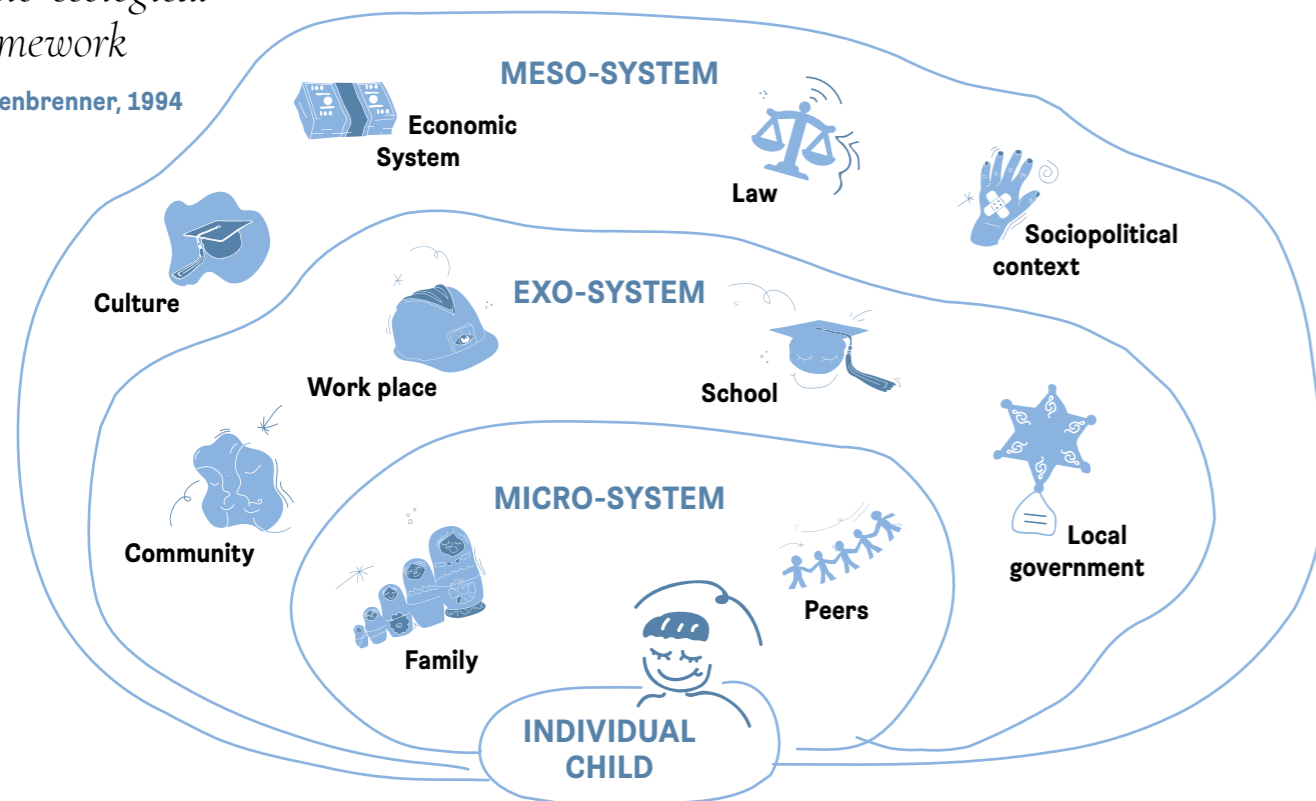 framework
enbrenner, 1994
MESO-SYSTEM
Economic
System
Law
Sociopolitical
context
Culture
EXO-SYSTEM
Work place
School
Community
Local
government
MICRO-SYSTEM
Family
Peers
INDIVIDUAL
CHILD